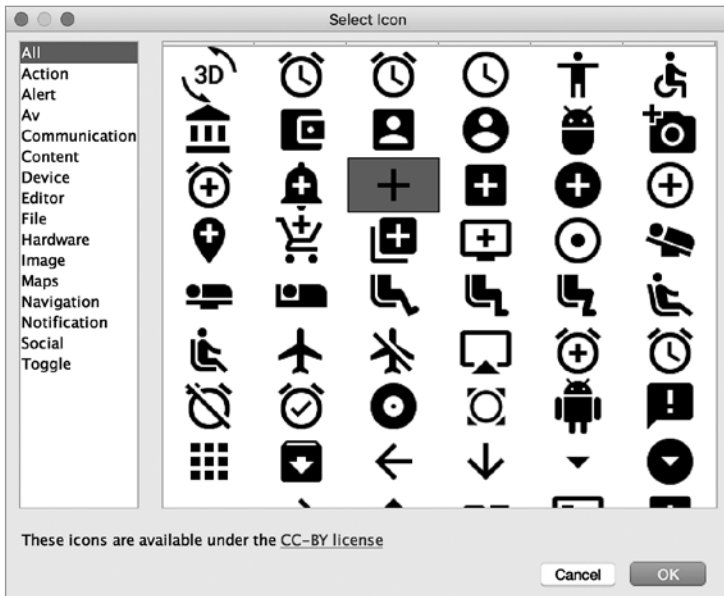 Select Icon
All
Action
Alert
Av
Communication
Content
Device
Editor
File
Hardware
Image
Maps
Navigation
Notification
Social
Toggle
3D
These icons are available under the CC-BY license
Cancel
OK